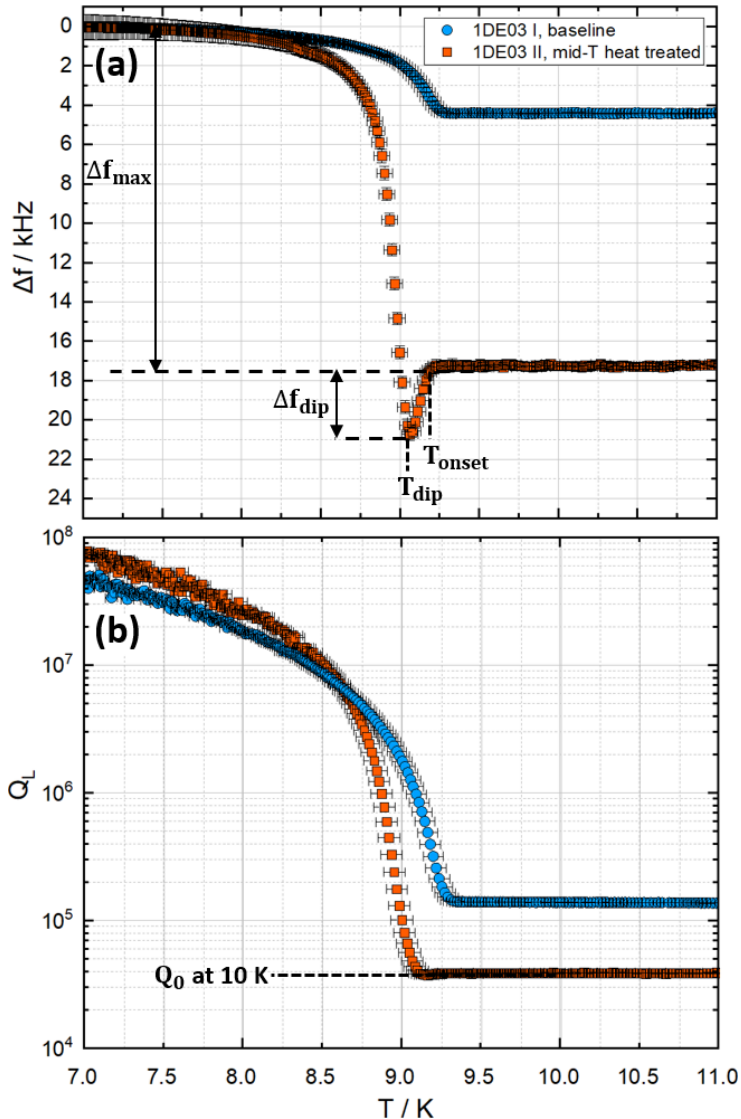 0
2
4
6
8
10
12
14
16
18
20
22
24
Δf / kHz
(a)
1DE03 I, baseline
1DE03 II, mid-T heat treated
Δf_max
Δf_dip
T_onset
T_dip
10^8
10^7
10^6
10^5
10^4
Q_L
(b)
Q_0 at 10 K
7.0 7.5 8.0 8.5 9.0 9.5 10.0 10.5 11.0
T / K